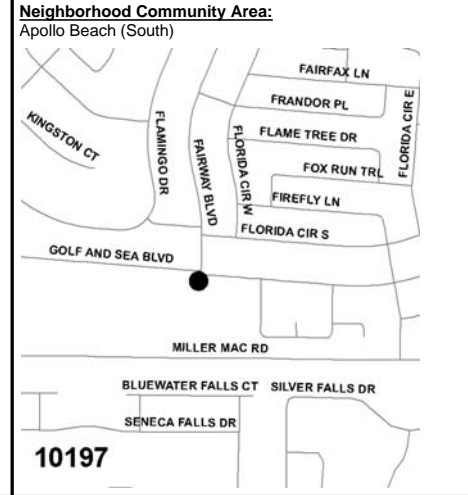 Neighborhood Community Area:
Apollo Beach (South)
FAIRFAX LN
FRANDOR PL
FLORIDA CIR E
KINGSTON CT
FLAMINGO DR
FAIRWAY BLVD
FLORIDA CIR W
FLAME TREE DR
FOX RUN TRL
FIREFLY LN
FLORIDA CIR S
GOLF AND SEA BLVD
MILLER MAC RD
BLUEWATER FALLS CT
SILVER FALLS DR
SENECA FALLS DR
10197